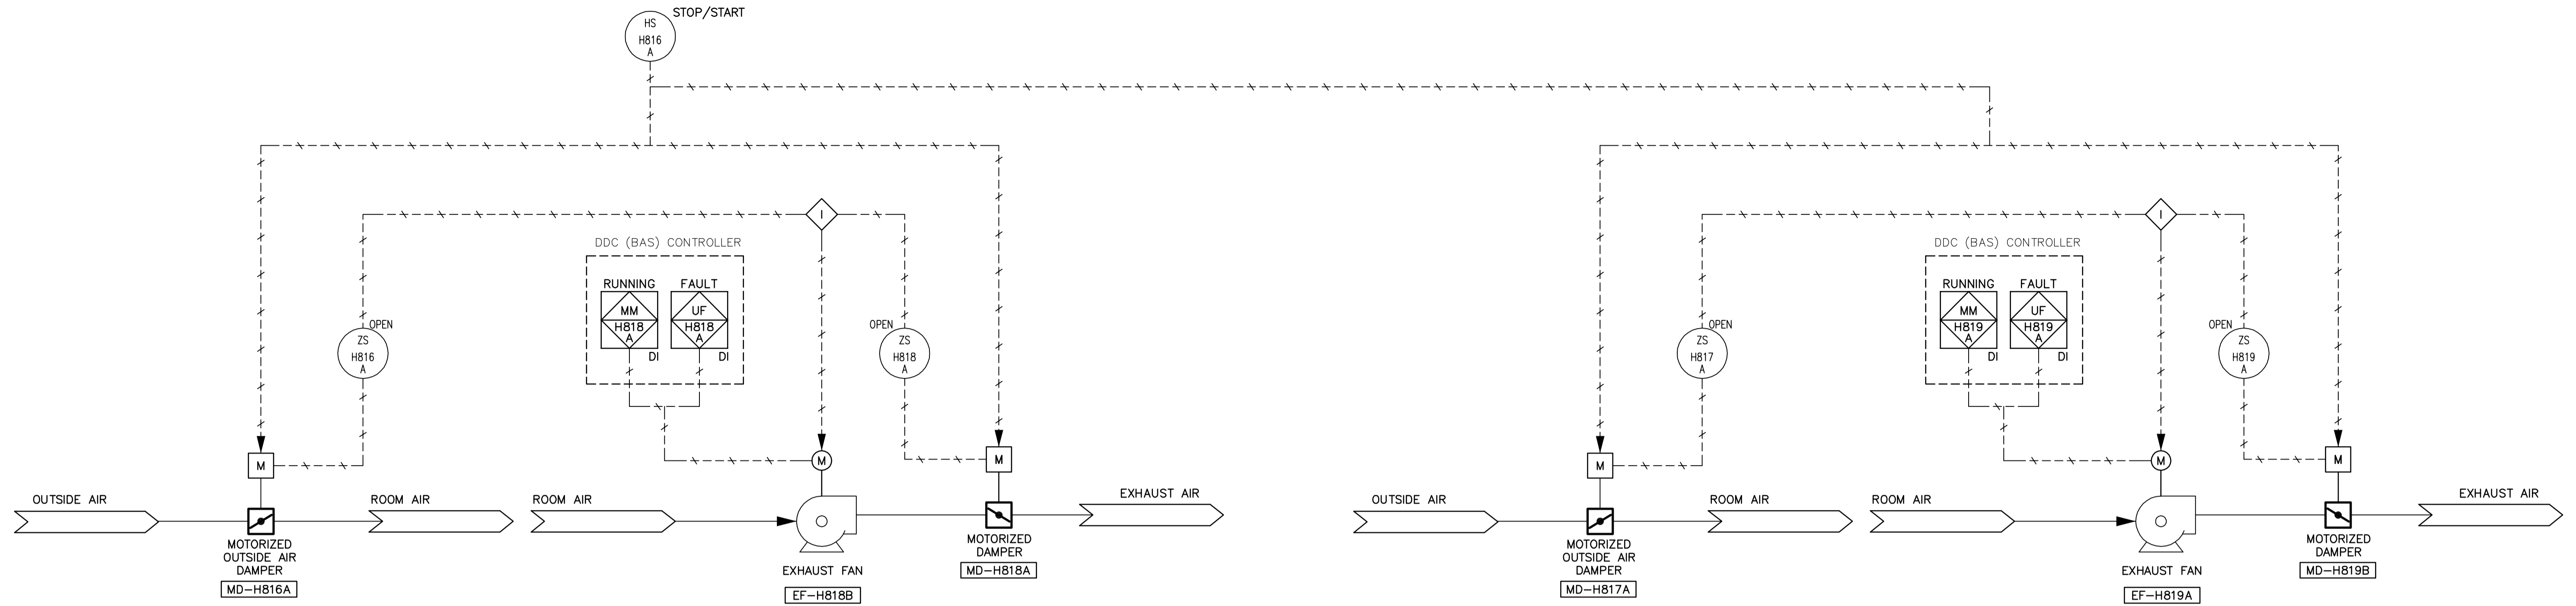 STOP/START
HS
H816
A
DDC (BAS) CONTROLLER
RUNNING
FAULT
MM
H818
A
DI
UF
H818
A
DI
OPEN
ZS
H816
A
I
OPEN
ZS
H818
A
M
M
M
OUTSIDE AIR
ROOM AIR
ROOM AIR
EXHAUST AIR
MOTORIZED
OUTSIDE AIR
DAMPER
MD-H816A
EXHAUST FAN
EF-H818B
MOTORIZED
DAMPER
MD-H818A
DDC (BAS) CONTROLLER
RUNNING
FAULT
MM
H819
A
DI
UF
H819
A
DI
OPEN
ZS
H817
A
I
OPEN
ZS
H819
A
M
M
M
OUTSIDE AIR
ROOM AIR
ROOM AIR
EXHAUST AIR
MOTORIZED
OUTSIDE AIR
DAMPER
MD-H817A
EXHAUST FAN
EF-H819A
MOTORIZED
DAMPER
MD-H819B